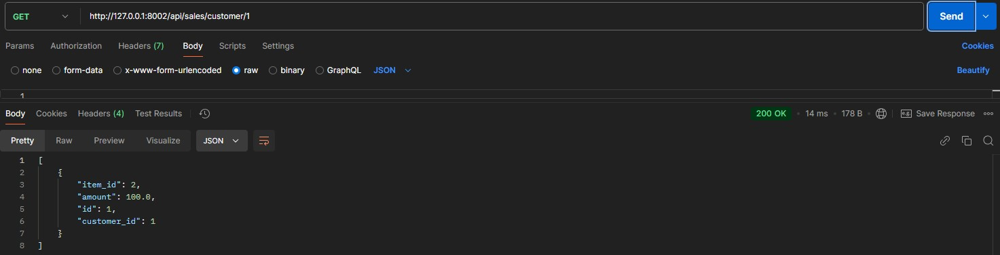 GET http://127.0.0.1:8002/api/sales/customer/1 Send
Params Authorization Headers (7) Body Scripts Settings Cookies
none form-data x-www-form-urlencoded raw binary GraphQL JSON Beautify
1
Body Cookies Headers (4) Test Results 200 OK 14 ms 178 B e.g. Save Response
Pretty Raw Preview Visualize JSON
1 [
2 {
3 "item_id": 2,
4 "amount": 100.0,
5 "id": 1,
6 "customer_id": 1
7 }
8 ]